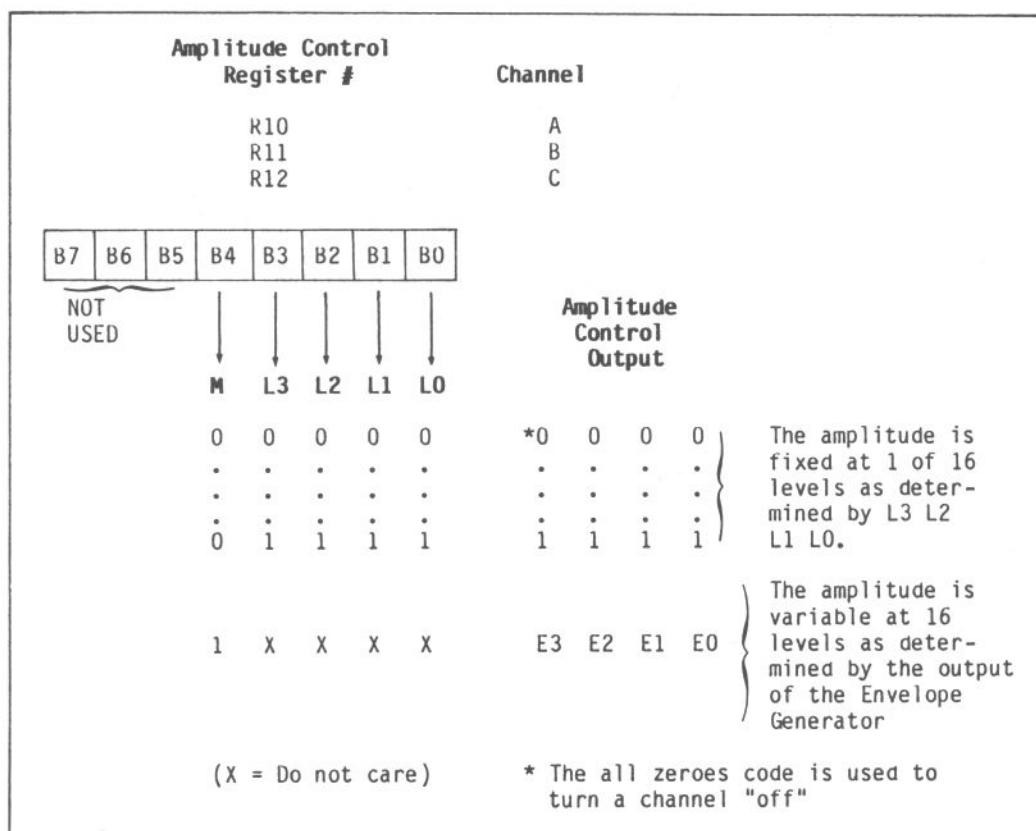 Amplitude Control
Register #
Channel
R10 A
R11 B
R12 C
B7 B6 B5 B4 B3 B2 B1 B0
NOT
USED
Amplitude
Control
Output
M L3 L2 L1 L0
0 0 0 0 0 *0 0 0 0
. . . . . . . . .
. . . . . . . . .
. . . . . . . . .
0 1 1 1 1 1 1 1 1
The amplitude is
fixed at 1 of 16
levels as deter-
mined by L3 L2
L1 L0.
1 X X X X E3 E2 E1 E0
The amplitude is
variable at 16
levels as deter-
mined by the output
of the Envelope
Generator
(X = Do not care)
* The all zeroes code is used to
turn a channel "off"